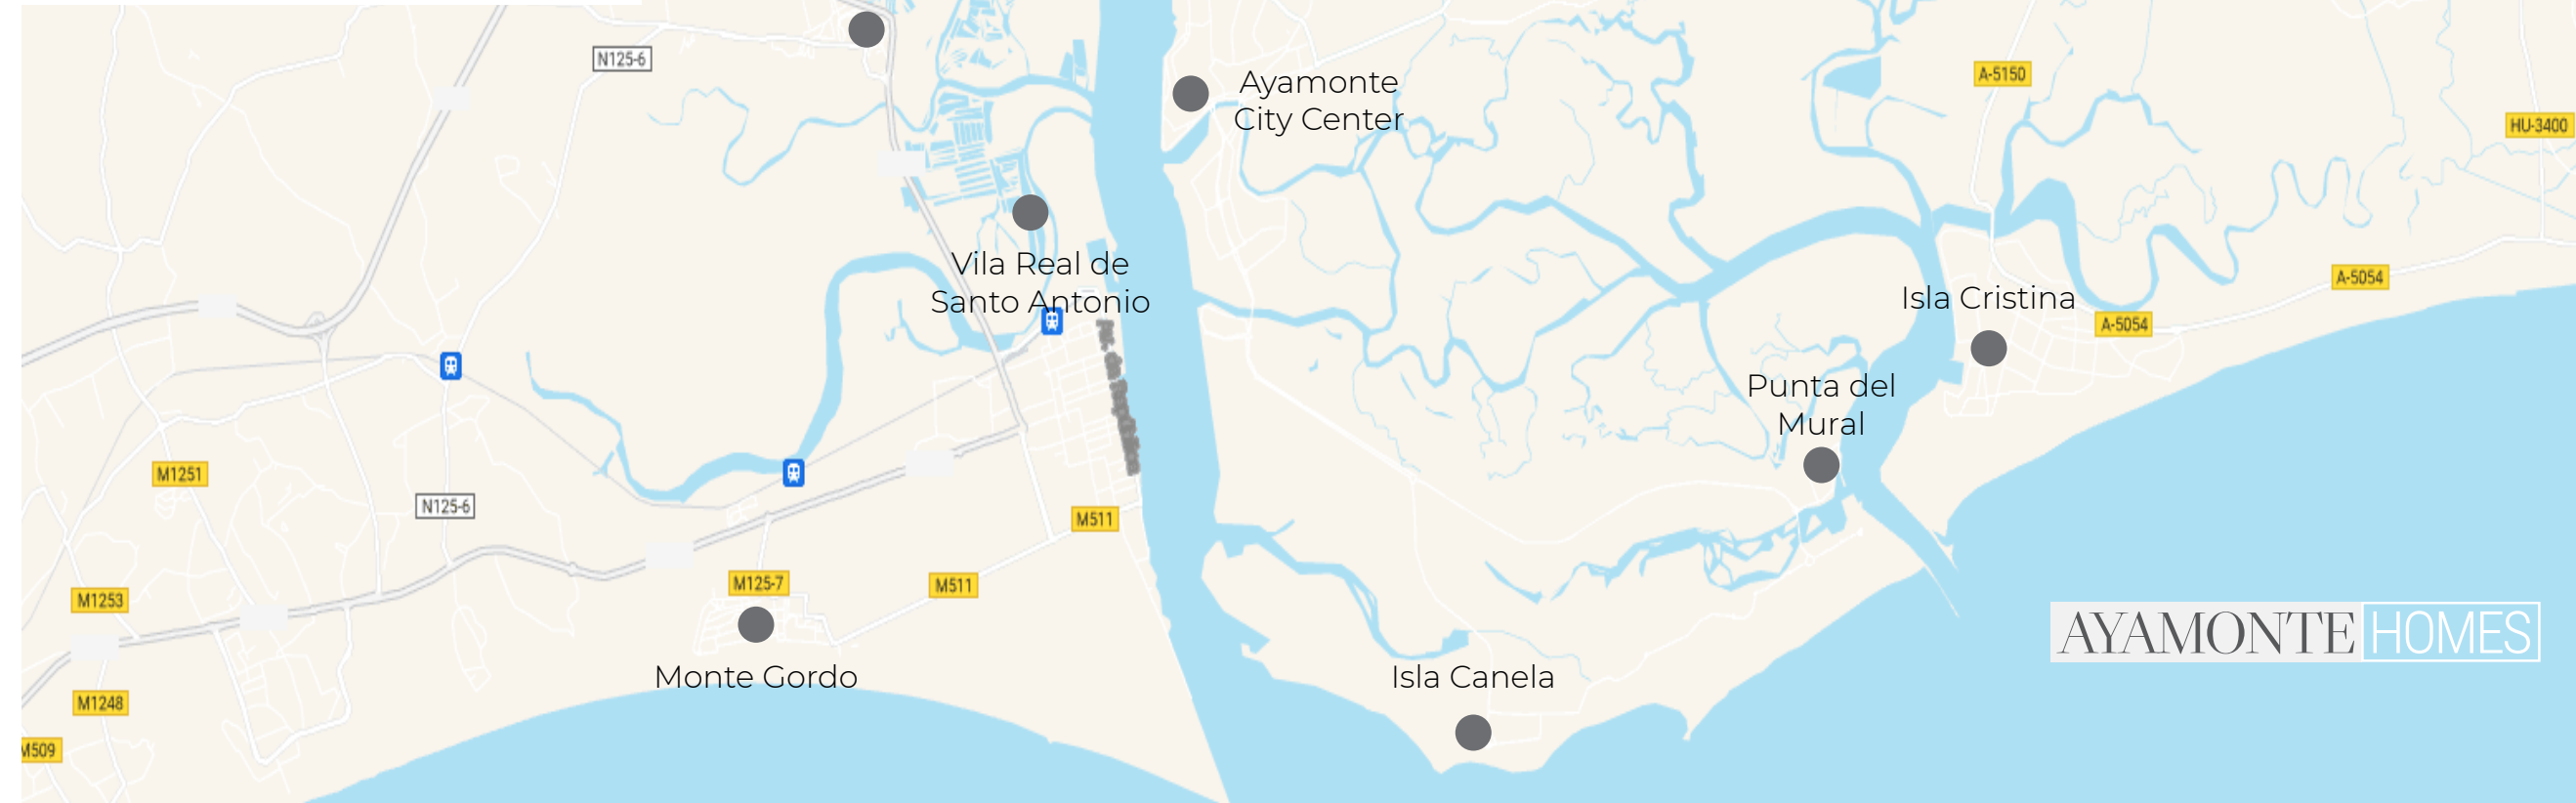 N125-6
Ayamonte
City Center
A-5150
HU-3400
Vila Real de
Santo Antonio
A-5054
Isla Cristina
A-5054
Punta del
Mural
M1251
N125-6
M511
M125-7
M511
M1253
Monte Gordo
Isla Canela
AYAMONTE HOMES
M1248
M509